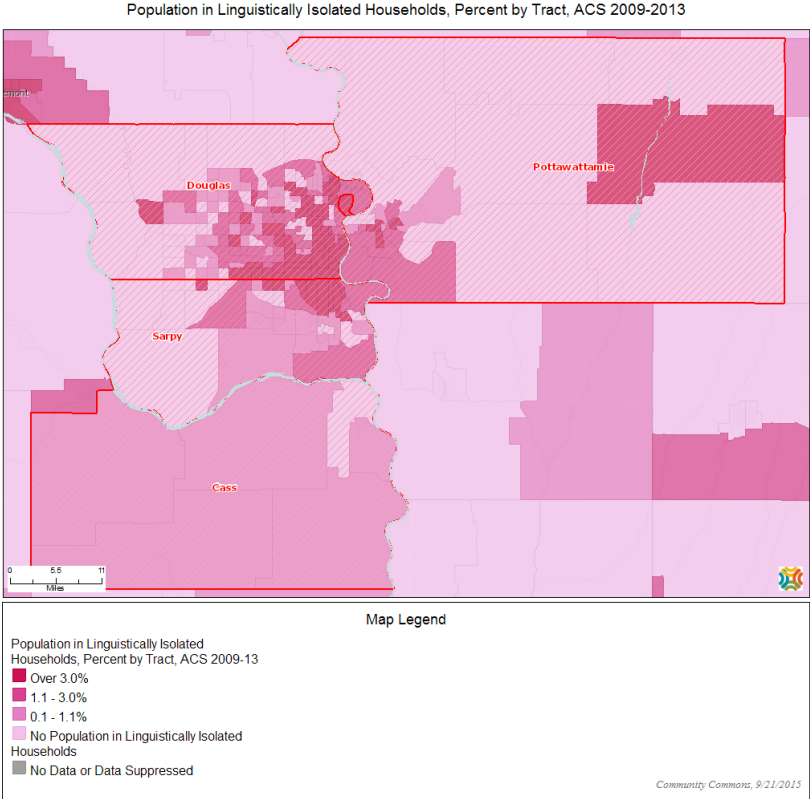 Population in Linguistically Isolated Households, Percent by Tract, ACS 2009-2013
emont
Douglas
Pottawattamie
Sarpy
Cass
0 5.5 11
Miles
Map Legend
Population in Linguistically Isolated
Households, Percent by Tract, ACS 2009-13
Over 3.0%
1.1 - 3.0%
0.1 - 1.1%
No Population in Linguistically Isolated
Households
No Data or Data Suppressed
Community Commons, 9/21/2015